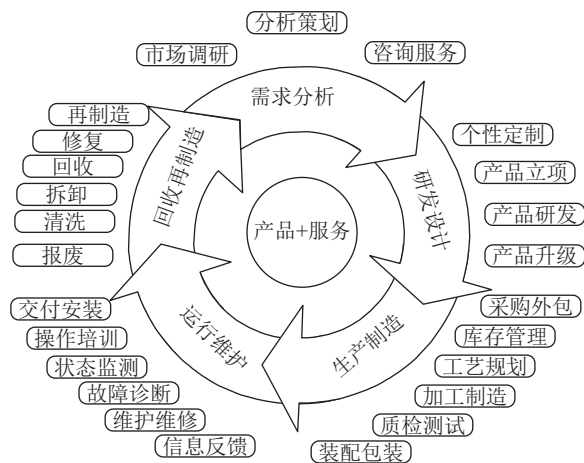 分析策划
市场调研
咨询服务
需求分析
再制造
修复
回收
拆卸
清洗
报废
回收再制造
个性定制
产品立项
产品研发
产品升级
研发设计
产品+服务
交付安装
操作培训
状态监测
故障诊断
维护维修
信息反馈
运行维护
生产制造
采购外包
库存管理
工艺规划
加工制造
质检测试
装配包装